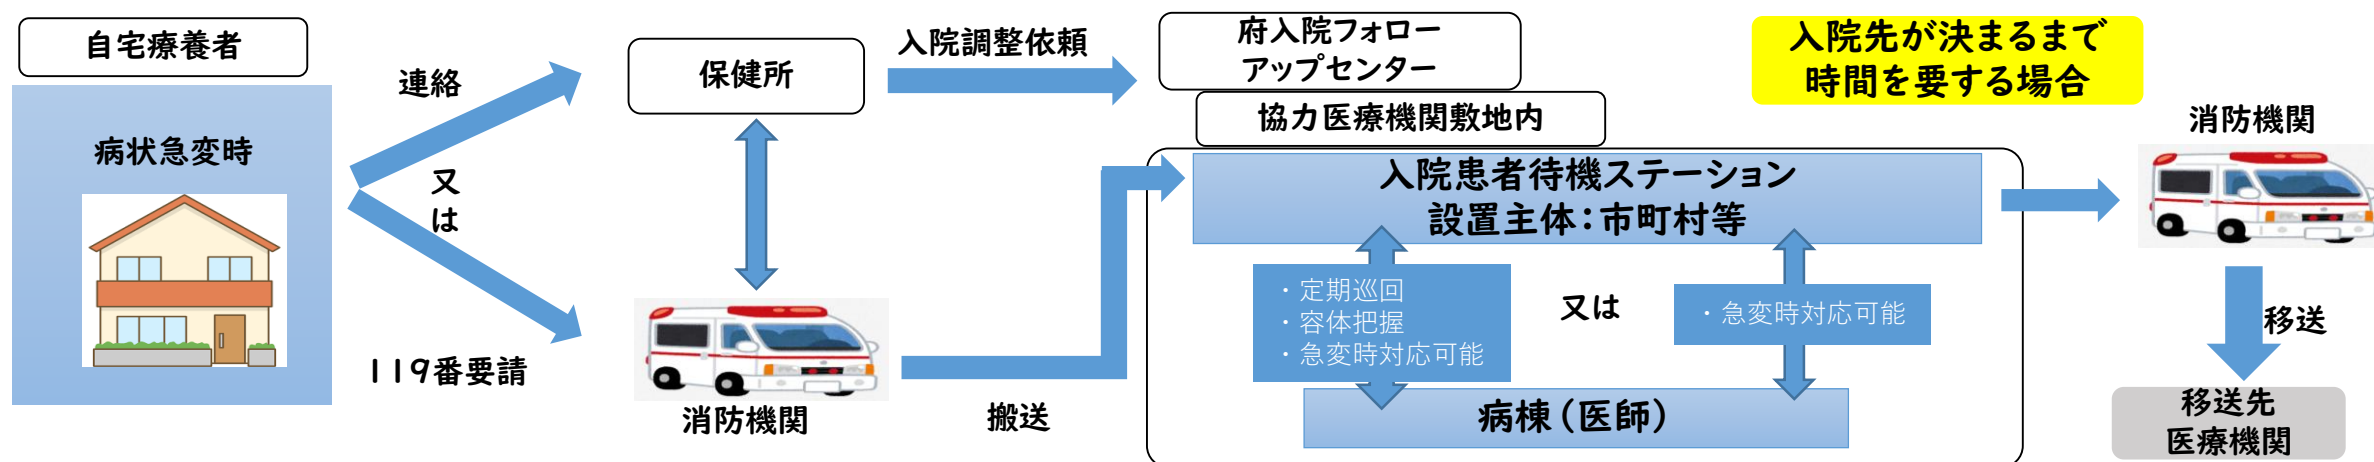 自宅療養者
病状急変時
連絡
又
は
119番要請
保健所
消防機関
入院調整依頼
搬送
府入院フォロー
アップセンター
協力医療機関敷地内
入院患者待機ステーション
設置主体：市町村等
・定期巡回
・容体把握
・急変時対応可能
又は
・急変時対応可能
病棟（医師）
入院先が決まるまで
時間を要する場合
消防機関
移送
移送先
医療機関